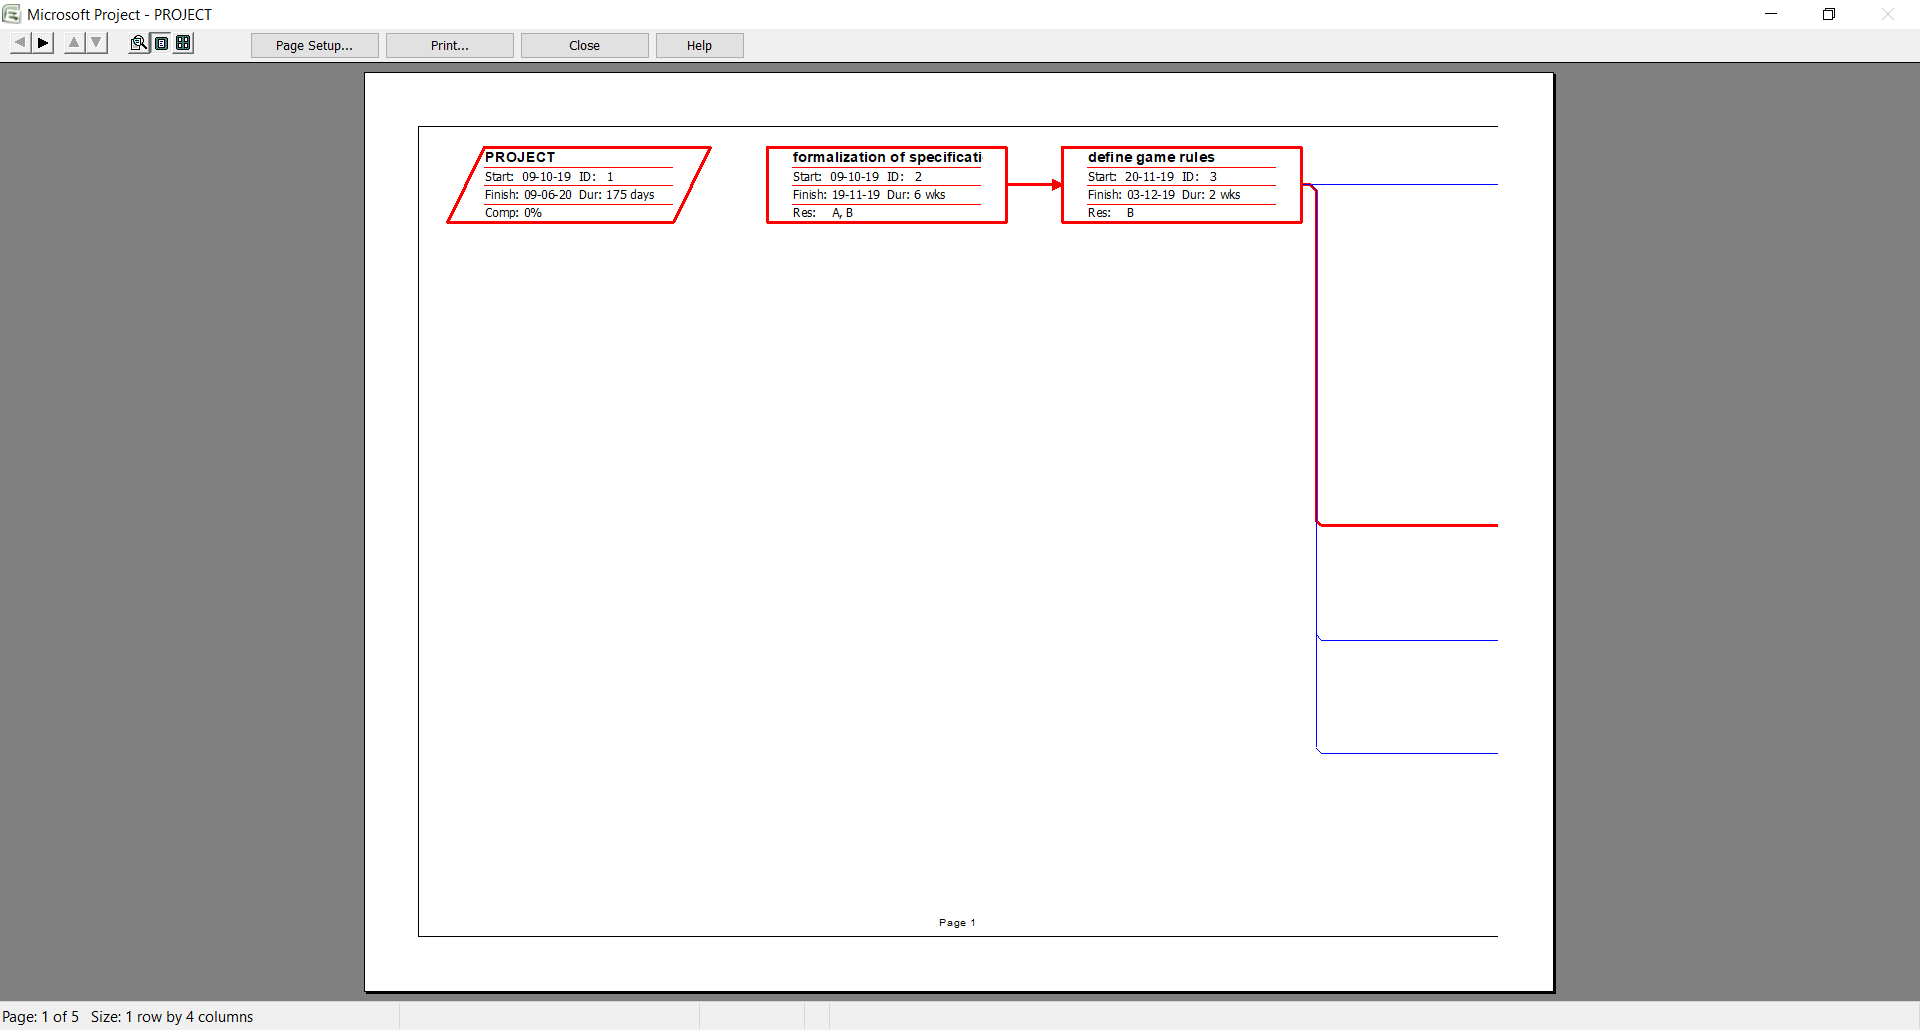 Microsoft Project - PROJECT
Page Setup... Print... Close Help
PROJECT
Start: 09-10-19 ID: 1
Finish: 09-06-20 Dur: 175 days
Comp: 0%
formalization of specificati
Start: 09-10-19 ID: 2
Finish: 19-11-19 Dur: 6 wks
Res: A, B
define game rules
Start: 20-11-19 ID: 3
Finish: 03-12-19 Dur: 2 wks
Res: B
Page 1
Page: 1 of 5 Size: 1 row by 4 columns